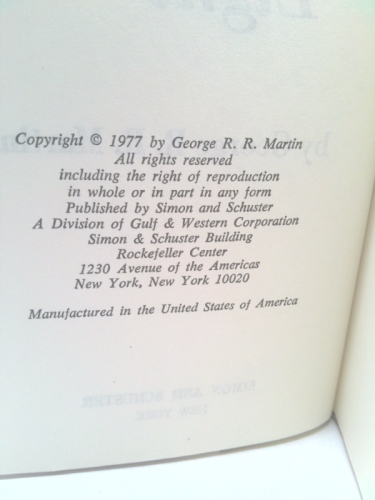 Copyright © 1977 by George R. R. Martin
All rights reserved
including the right of reproduction
in whole or in part in any form
Published by Simon and Schuster
A Division of Gulf & Western Corporation
Simon & Schuster Building
Rockefeller Center
1230 Avenue of the Americas
New York, New York 10020
Manufactured in the United States of America